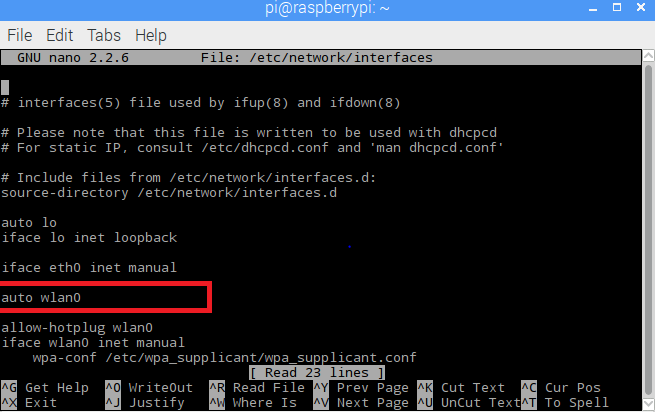 pi@raspberrypi: ~
File Edit Tabs Help
GNU nano 2.2.6 File: /etc/network/interfaces
# interfaces(5) file used by ifup(8) and ifdown(8)
# Please note that this file is written to be used with dhcpcd
# For static IP, consult /etc/dhcpcd.conf and 'man dhcpcd.conf'
# Include files from /etc/network/interfaces.d:
source-directory /etc/network/interfaces.d
auto lo
iface lo inet loopback
iface eth0 inet manual
auto wlan0
allow-hotplug wlan0
iface wlan0 inet manual
wpa-conf /etc/wpa_supplicant/wpa_supplicant.conf
[ Read 23 lines ]
^G Get Help ^O WriteOut ^R Read File ^Y Prev Page ^K Cut Text ^C Cur Pos
^X Exit ^J Justify ^W Where Is ^V Next Page ^U UnCut Text ^T To Spell